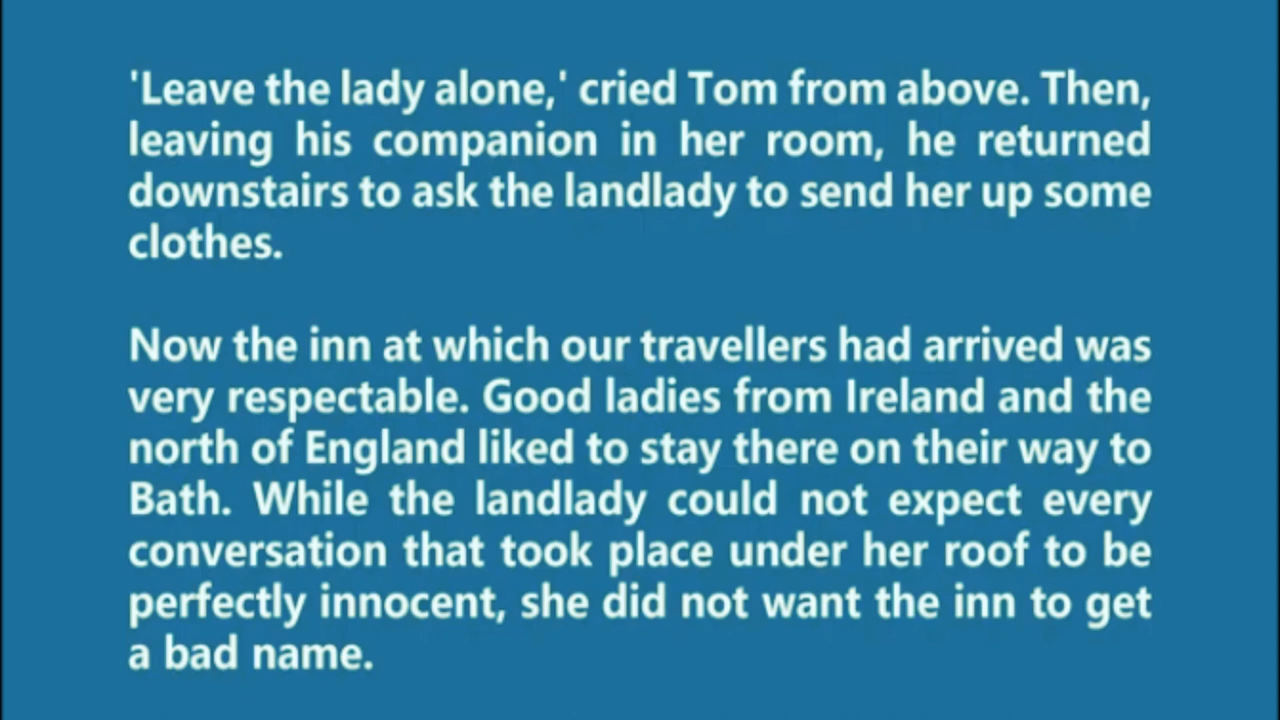 'Leave the lady alone,' cried Tom from above. Then,
leaving his companion in her room, he returned
downstairs to ask the landlady to send her up some
clothes.
Now the inn at which our travellers had arrived was
very respectable. Good ladies from Ireland and the
north of England liked to stay there on their way to
Bath. While the landlady could not expect every
conversation that took place under her roof to be
perfectly innocent, she did not want the inn to get
a bad name.